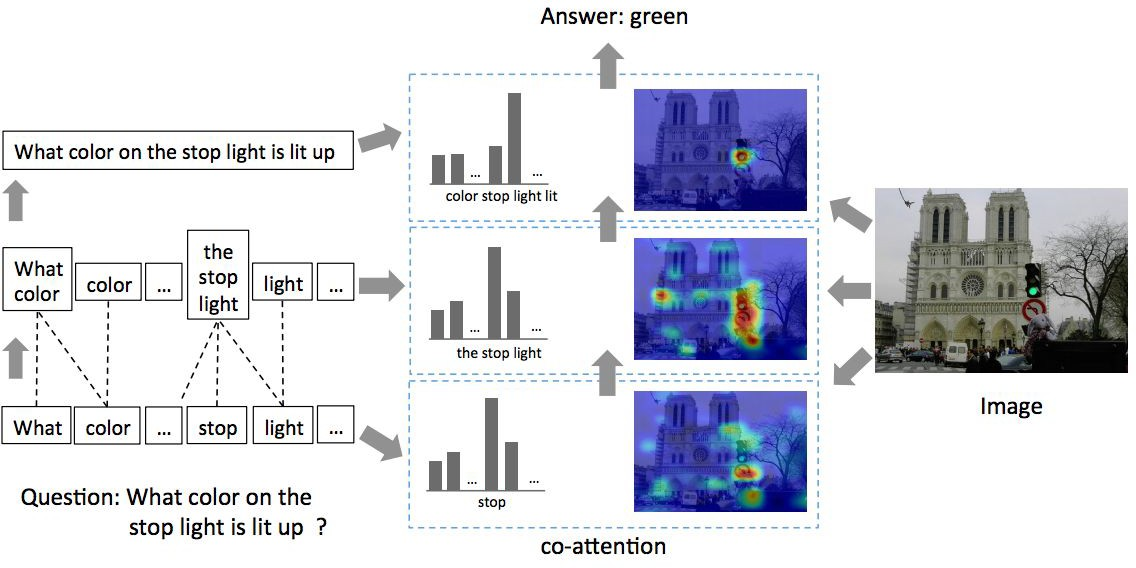 Answer: green
What color on the stop light is lit up
...
...
color stop light lit
What
color
color
...
the
stop
light
light
...
...
...
the stop light
What
color
...
stop
light
...
...
...
stop
Image
Question: What color on the
stop light is lit up ?
co-attention